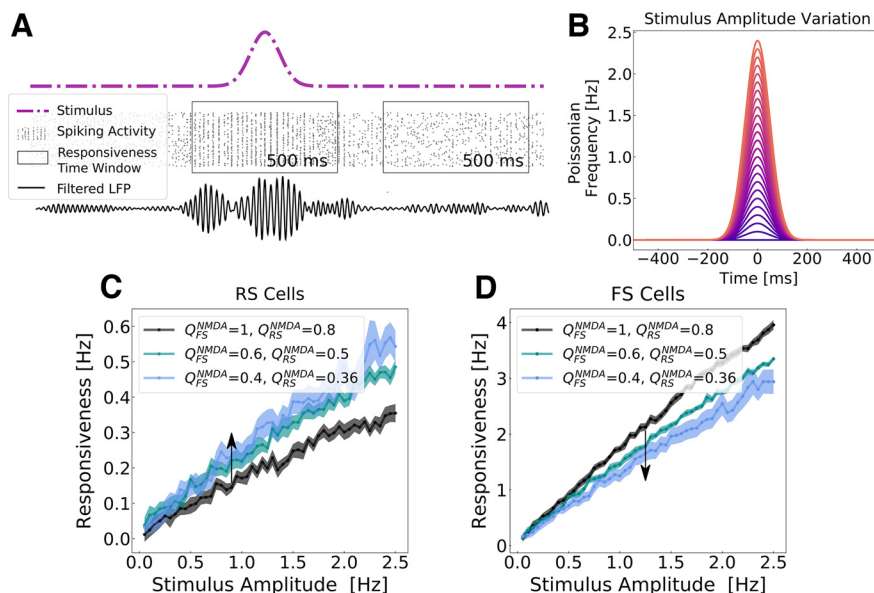 A
Stimulus
Spiking Activity
Responsiveness
Time Window
Filtered LFP
500 ms
500 ms
B
Stimulus Amplitude Variation
Poissonian
Frequency [Hz]
2.5
2.0
1.5
1.0
0.5
0.0
−400 −200 0 200 400
Time [ms]
C
RS Cells
Q_FS^NMDA=1, Q_RS^NMDA=0.8
Q_FS^NMDA=0.6, Q_RS^NMDA=0.5
Q_FS^NMDA=0.4, Q_RS^NMDA=0.36
Responsiveness [Hz]
0.6
0.5
0.4
0.3
0.2
0.1
0.0
0.0 0.5 1.0 1.5 2.0 2.5
Stimulus Amplitude [Hz]
D
FS Cells
Q_FS^NMDA=1, Q_RS^NMDA=0.8
Q_FS^NMDA=0.6, Q_RS^NMDA=0.5
Q_FS^NMDA=0.4, Q_RS^NMDA=0.36
Responsiveness [Hz]
4
3
2
1
0
0.0 0.5 1.0 1.5 2.0 2.5
Stimulus Amplitude [Hz]